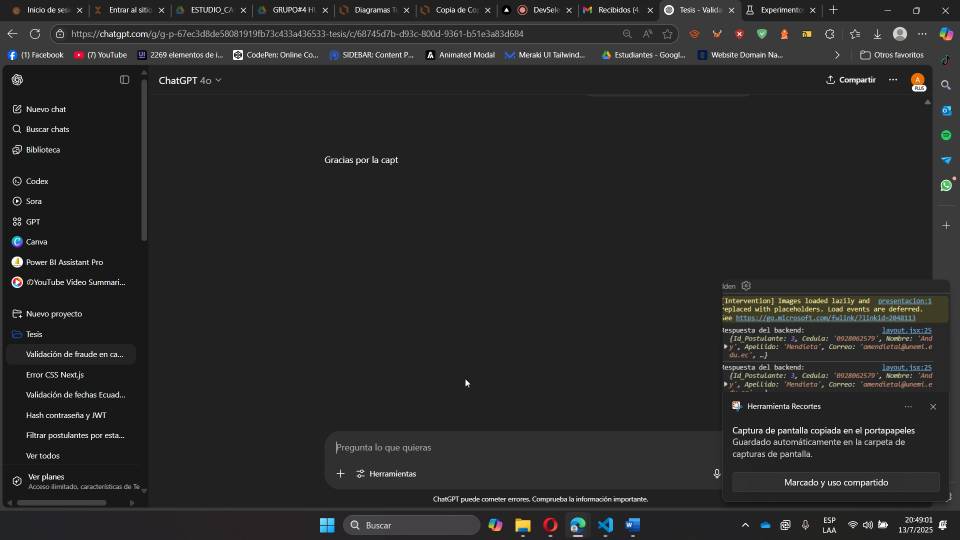 Inicio de ses
Entrar al sitio
ESTUDIO_CA
GRUPO#4 H
Diagramas T
Copia de Co
DevSele
Recibidos (4.
Tesis - Valida
Experimento
https://chatgpt.com/g/g-p-67ec3d8de58081919fb73c433a436533-tesis/c/68745d7b-d93c-800d-9361-b51e3a83d684
(1) Facebook
(7) YouTube
2269 elementos de i...
CodePen: Online Co...
SIDEBAR: Content P...
Animated Modal
Meraki UI Tailwind...
Estudiantes - Googl...
Website Domain Na...
Otros favoritos
ChatGPT 4o
Compartir
PLUS
Nuevo chat
Buscar chats
Biblioteca
Codex
Sora
GPT
Canva
Power BI Assistant Pro
YouTube Video Summari...
Nuevo proyecto
Tesis
Validación de fraude en ca...
Error CSS Next.js
Validación de fechas Ecuad...
Hash contraseña y JWT
Filtrar postulantes por esta...
Ver todos
Ver planes
Acceso ilimitado, características de Te
Gracias por la capt
Pregunta lo que quieras
Herramientas
ChatGPT puede cometer errores. Comprueba la información importante.
dden
[Intervention] Images loaded lazily and presentacion:1
replaced with placeholders. Load events are deferred.
See https://go.microsoft.com/fwlink/?linkid=2048113
Respuesta del backend: layout.jsx:25
{Id_Postulante: 3, Cedula: '0928062579', Nombre: 'And
y', Apellido: 'Mendieta', Correo: 'amendietal@unemi.e
du.ec', …}
Respuesta del backend: layout.jsx:25
{Id_Postulante: 3, Cedula: '0928062579', Nombre: 'And
y', Apellido: 'Mendieta', Correo: 'amendietal@unemi.e
du.ec', …}
Herramienta Recortes
Captura de pantalla copiada en el portapapeles
Guardado automáticamente en la carpeta de
capturas de pantalla.
Marcado y uso compartido
Buscar
ESP
LAA
20:49:01
13/7/2025